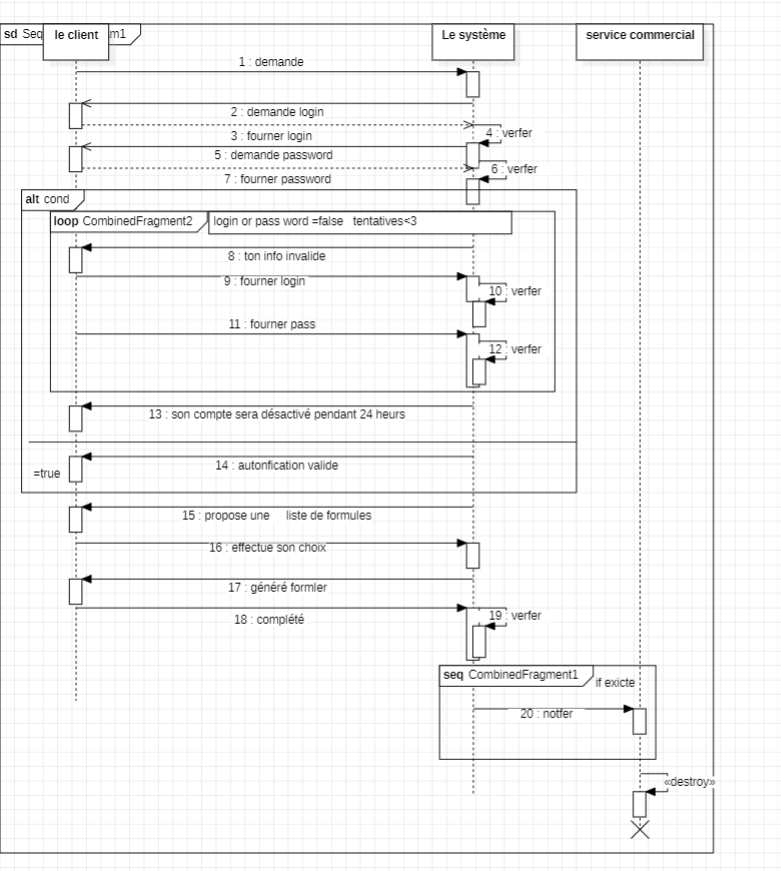 sd Seq
m1
le client
Le système
service commercial
1 : demande
2 : demande login
3 : fourner login
4 : verfer
5 : demande password
6 : verfer
7 : fourner password
alt cond
loop CombinedFragment2
login or pass word =false tentatives<3
8 : ton info invalide
9 : fourner login
10 : verfer
11 : fourner pass
12 : verfer
13 : son compte sera désactivé pendant 24 heurs
14 : autonfication valide
=true
15 : propose une liste de formules
16 : effectue son choix
17 : généré formler
18 : complété
19 : verfer
seq CombinedFragment1
if existe
20 : notfer
«destroy»